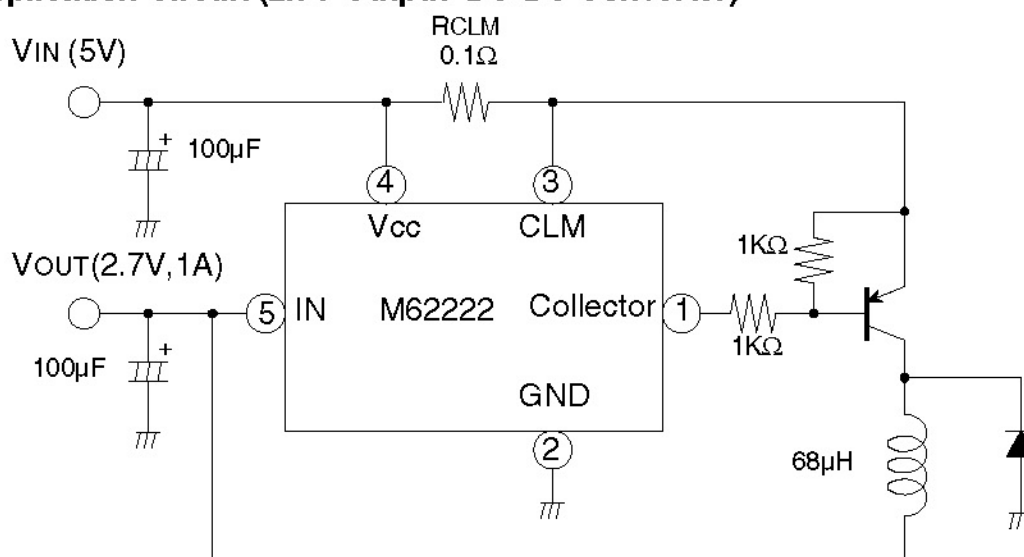 RCLM
0.1Ω
VIN (5V)
+
100µF
4
3
Vcc
CLM
VOUT(2.7V,1A)
1KΩ
5
IN
M62222
Collector
1
1KΩ
+
100µF
GND
2
68µH